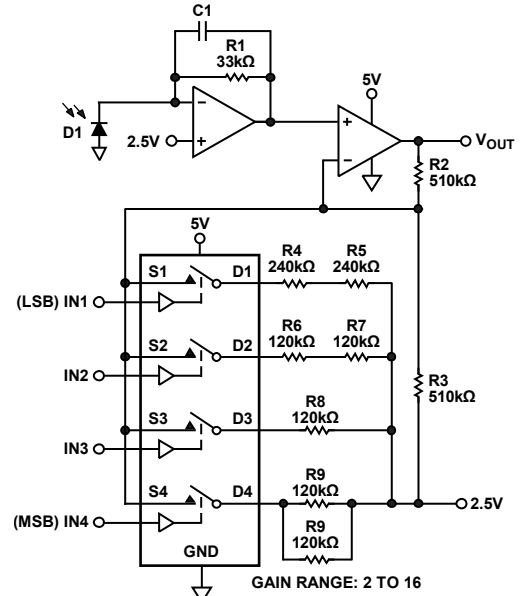 C1
R1
33kΩ
5V
–
+
D1
2.5V
+
–
VOUT
R2
510kΩ
5V
S1
D1
R4
240kΩ
R5
240kΩ
(LSB) IN1
S2
D2
R6
120kΩ
R7
120kΩ
IN2
R3
510kΩ
S3
D3
R8
120kΩ
IN3
S4
D4
R9
120kΩ
2.5V
(MSB) IN4
R9
120kΩ
GND
GAIN RANGE: 2 TO 16